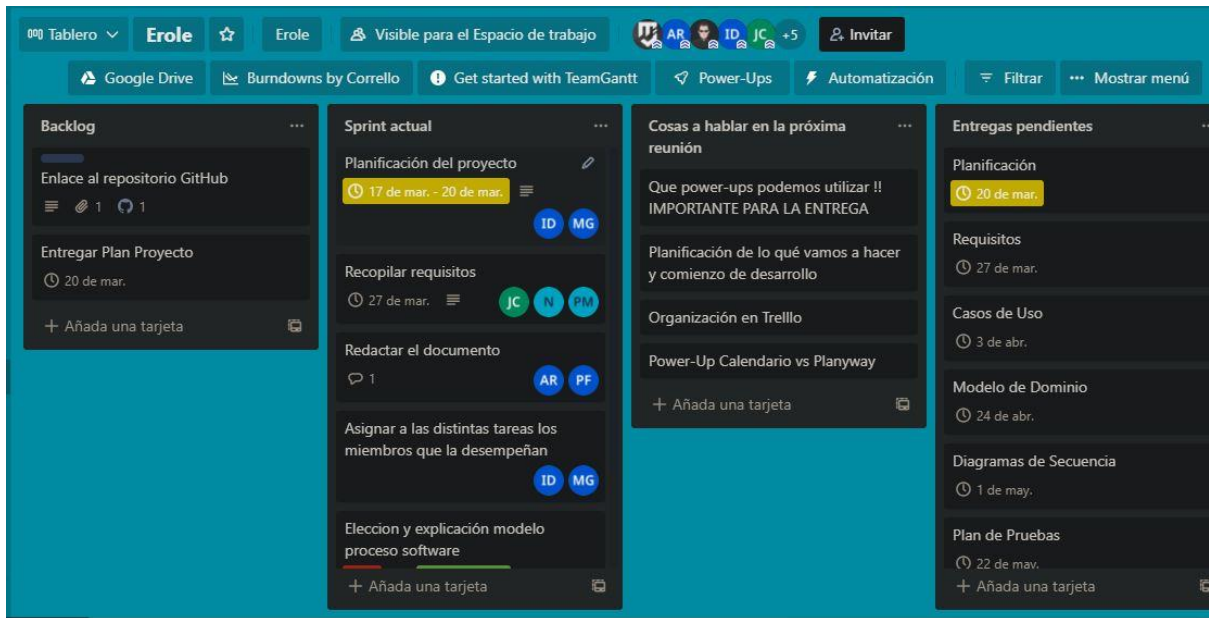 Tablero
Erole
Erole
Visible para el Espacio de trabajo
AR
ID
JC
+5
Invitar
Google Drive
Burndowns by Corrello
Get started with TeamGantt
Power-Ups
Automatización
Filtrar
Mostrar menú
Backlog
Enlace al repositorio GitHub
1
1
Entregar Plan Proyecto
20 de mar.
Añada una tarjeta
Sprint actual
Planificación del proyecto
17 de mar. - 20 de mar.
ID
MG
Recopilar requisitos
27 de mar.
JC
N
PM
Redactar el documento
1
AR
PF
Asignar a las distintas tareas los
miembros que la desempeñan
ID
MG
Eleccion y explicación modelo
proceso software
Añada una tarjeta
Cosas a hablar en la próxima
reunión
Que power-ups podemos utilizar !!
IMPORTANTE PARA LA ENTREGA
Planificación de lo qué vamos a hacer
y comienzo de desarrollo
Organización en Trelllo
Power-Up Calendario vs Planyway
Añada una tarjeta
Entregas pendientes
Planificación
20 de mar.
Requisitos
27 de mar.
Casos de Uso
3 de abr.
Modelo de Dominio
24 de abr.
Diagramas de Secuencia
1 de may.
Plan de Pruebas
22 de may.
Añada una tarjeta